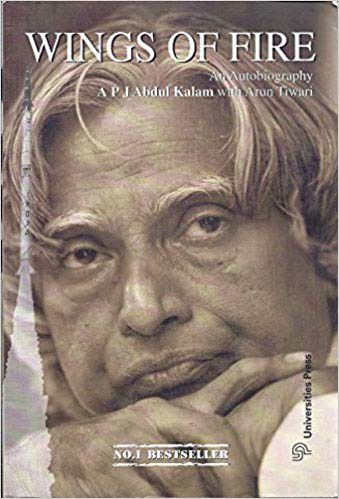 WINGS OF FIRE
An Autobiography
A P J Abdul Kalam with Arun Tiwari
Universities Press
NO.1 BESTSELLER